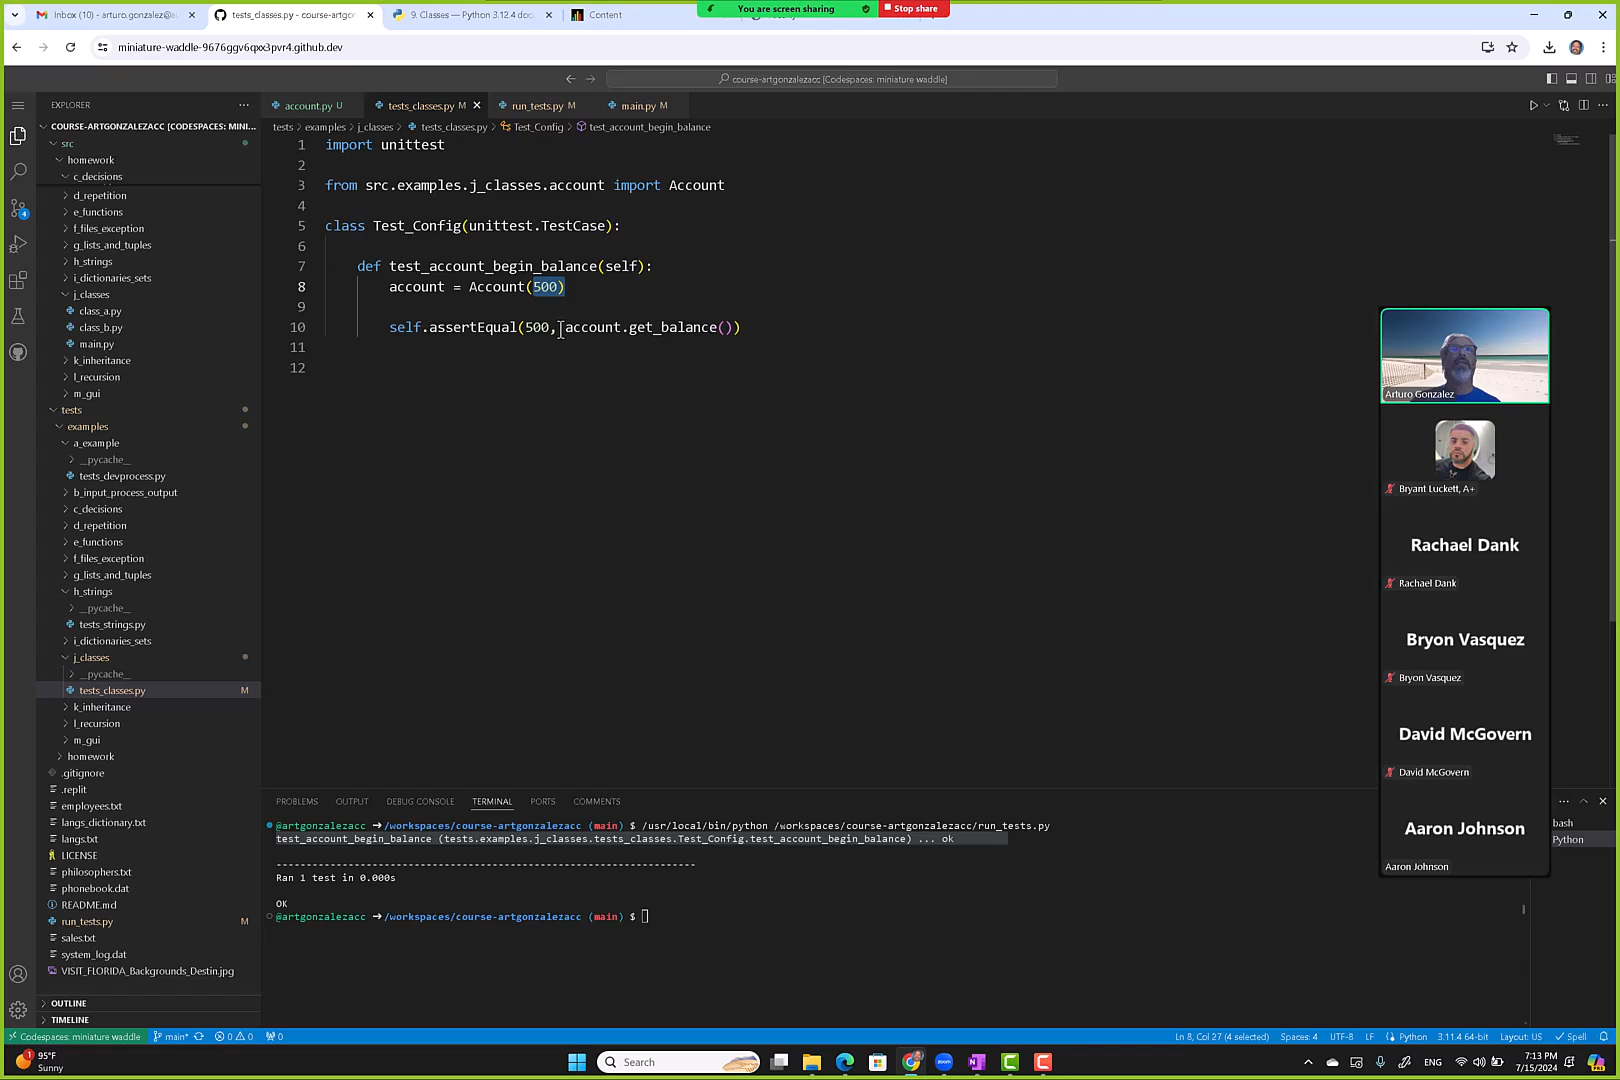 Inbox (10) - arturo.gonzalez@a
tests_classes.py - course-artgon
9. Classes — Python 3.12.4 doc
Content
You are screen sharing
Stop share
miniature-waddle-9676ggv6qxx3pvr4.github.dev
course-artgonzalezacc [Codespaces: miniature waddle]
EXPLORER
COURSE-ARTGONZALEZACC [CODESPACES: MINI...
src
homework
c_decisions
d_repetition
e_functions
f_files_exception
g_lists_and_tuples
h_strings
i_dictionaries_sets
j_classes
class_a.py
class_b.py
main.py
k_inheritance
l_recursion
m_gui
tests
examples
a_example
__pycache__
tests_devprocess.py
b_input_process_output
c_decisions
d_repetition
e_functions
f_files_exception
g_lists_and_tuples
h_strings
__pycache__
tests_strings.py
i_dictionaries_sets
j_classes
__pycache__
tests_classes.py M
k_inheritance
l_recursion
m_gui
homework
.gitignore
.replit
employees.txt
langs_dictionary.txt
langs.txt
LICENSE
philosophers.txt
phonebook.dat
README.md
run_tests.py M
sales.txt
system_log.dat
VISIT_FLORIDA_Backgrounds_Destin.jpg
OUTLINE
TIMELINE
account.py U
tests_classes.py M
run_tests.py M
main.py M
tests > examples > j_classes > tests_classes.py > Test_Config > test_account_begin_balance
1 import unittest
2
3 from src.examples.j_classes.account import Account
4
5 class Test_Config(unittest.TestCase):
6
7 def test_account_begin_balance(self):
8 account = Account(500)
9
10 self.assertEqual(500, account.get_balance())
11
12
PROBLEMS OUTPUT DEBUG CONSOLE TERMINAL PORTS COMMENTS
@artgonzalezacc ➜/workspaces/course-artgonzalezacc (main) $ /usr/local/bin/python /workspaces/course-artgonzalezacc/run_tests.py
test_account_begin_balance (tests.examples.j_classes.tests_classes.Test_Config.test_account_begin_balance) ... ok
----------------------------------------------------------------------
Ran 1 test in 0.000s
OK
@artgonzalezacc ➜/workspaces/course-artgonzalezacc (main) $
bash
Python
Arturo Gonzalez
Bryant Luckett, A+
Rachael Dank
Rachael Dank
Bryon Vasquez
Bryon Vasquez
David McGovern
David McGovern
Aaron Johnson
Aaron Johnson
4
Codespaces: miniature waddle main* 0 0 0
Ln 8, Col 27 (4 selected) Spaces: 4 UTF-8 LF Python 3.11.4 64-bit Layout: US Spell
1
95°F
Sunny
Search
ENG
7:13 PM
7/15/2024